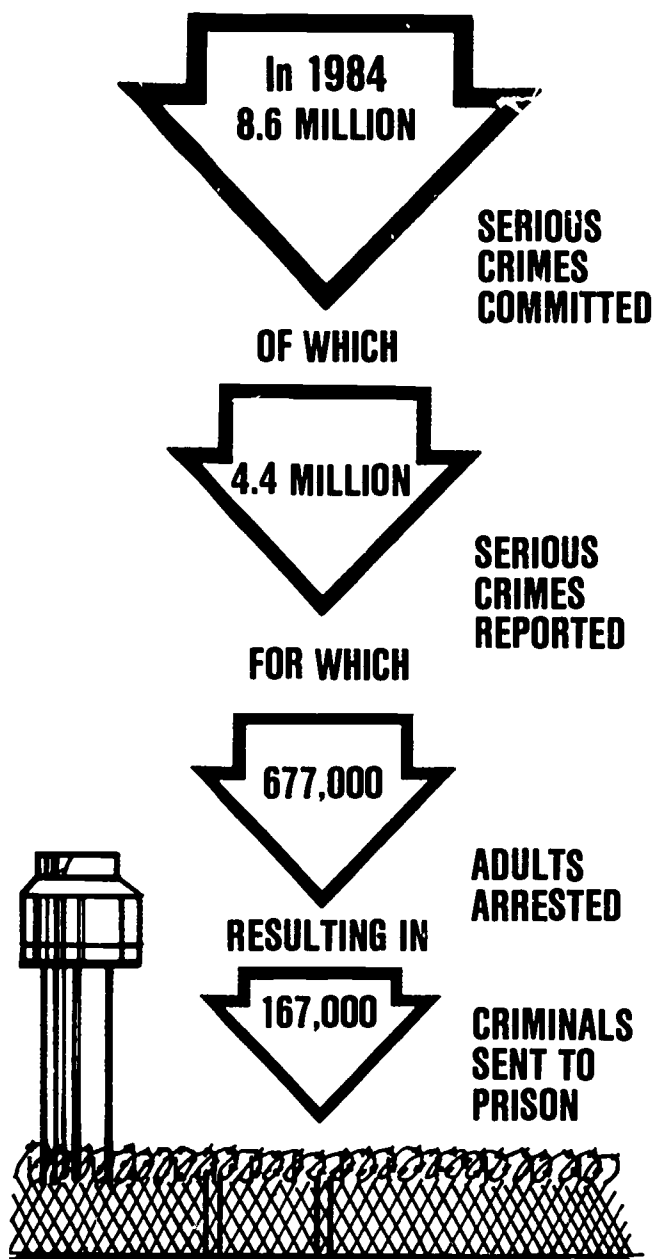 In 1984
8.6 MILLION
SERIOUS
CRIMES
COMMITTED
OF WHICH
4.4 MILLION
SERIOUS
CRIMES
REPORTED
FOR WHICH
677,000
ADULTS
ARRESTED
RESULTING IN
167,000
CRIMINALS
SENT TO
PRISON